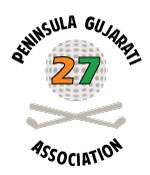 PENINSULA GUJARATI
27
ASSOCIATION